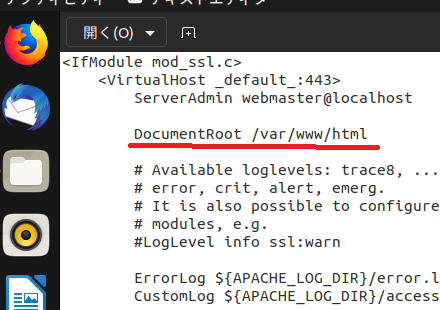 開く(O)
<IfModule mod_ssl.c>
<VirtualHost _default_:443>
ServerAdmin webmaster@localhost
DocumentRoot /var/www/html
# Available loglevels: trace8, ...
# error, crit, alert, emerg.
# It is also possible to configure
# modules, e.g.
#LogLevel info ssl:warn
ErrorLog ${APACHE_LOG_DIR}/error.l
CustomLog ${APACHE_LOG_DIR}/access